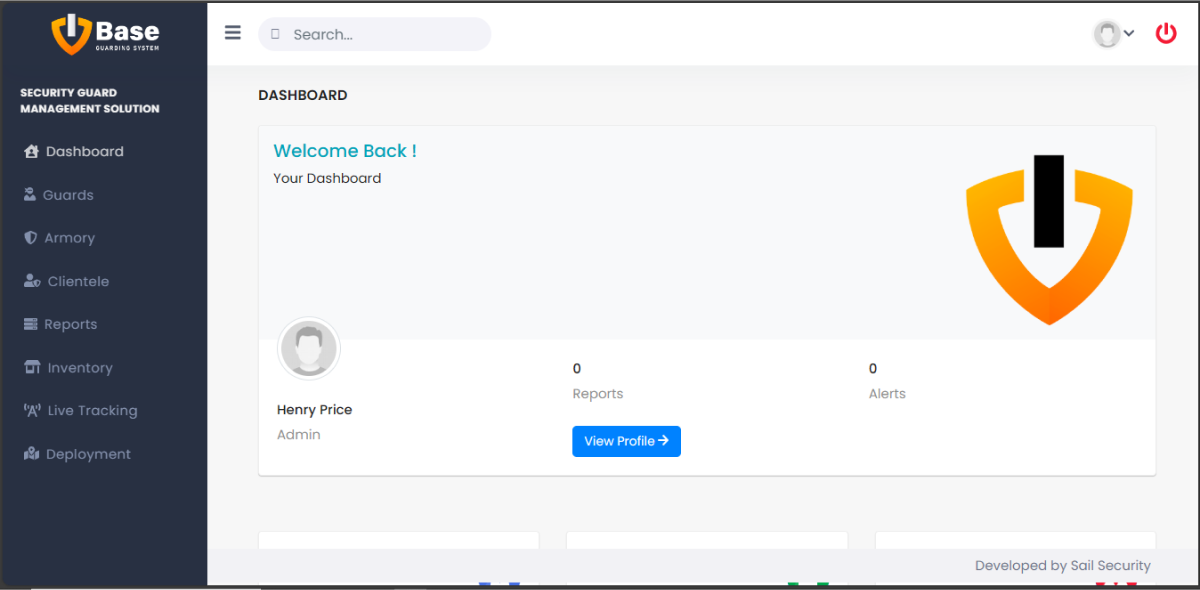 Base
GUARDING SYSTEM
Search...
SECURITY GUARD
MANAGEMENT SOLUTION
Dashboard
Guards
Armory
Clientele
Reports
Inventory
Live Tracking
Deployment
DASHBOARD
Welcome Back !
Your Dashboard
Henry Price
Admin
0
Reports
View Profile
0
Alerts
Developed by Sail Security